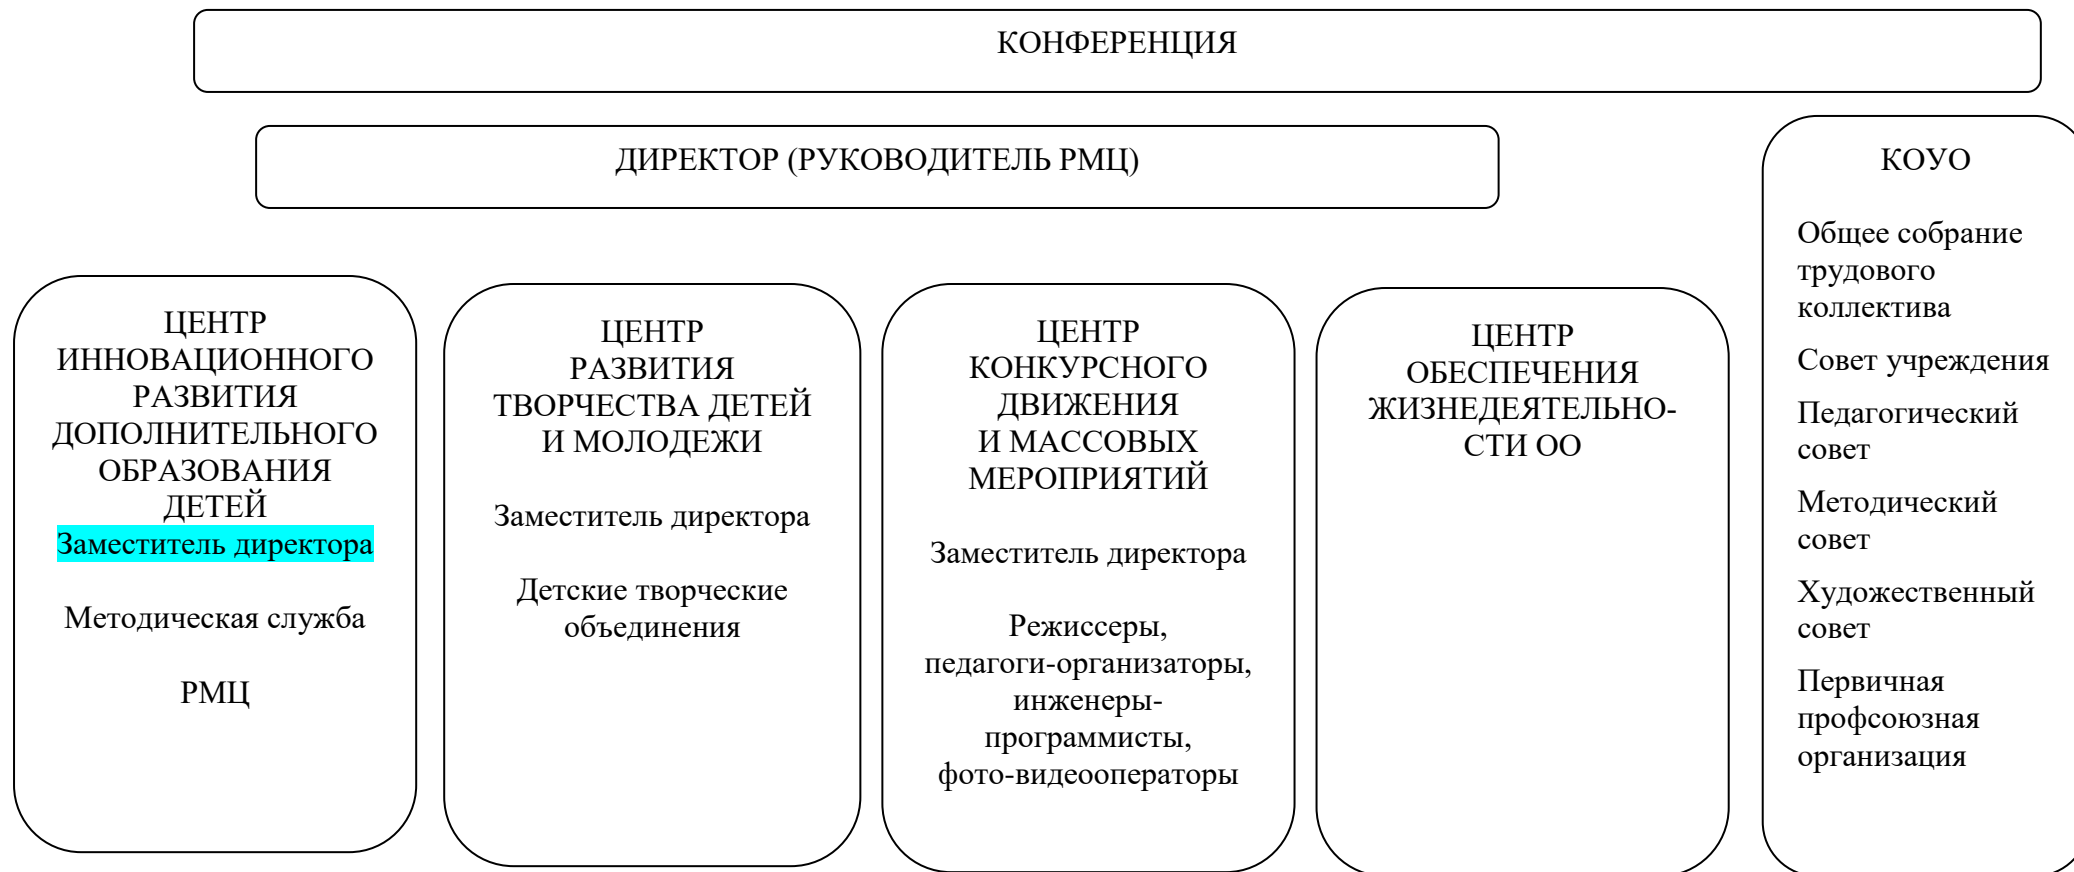 КОНФЕРЕНЦИЯ
ДИРЕКТОР (РУКОВОДИТЕЛЬ РМЦ)
ЦЕНТР
ИННОВАЦИОННОГО
РАЗВИТИЯ
ДОПОЛНИТЕЛЬНОГО
ОБРАЗОВАНИЯ
ДЕТЕЙ
Заместитель директора
Методическая служба
РМЦ
ЦЕНТР
РАЗВИТИЯ
ТВОРЧЕСТВА ДЕТЕЙ
И МОЛОДЕЖИ
Заместитель директора
Детские творческие
объединения
ЦЕНТР
КОНКУРСНОГО
ДВИЖЕНИЯ
И МАССОВЫХ
МЕРОПРИЯТИЙ
Заместитель директора
Режиссеры,
педагоги-организаторы,
инженеры-
программисты,
фото-видеооператоры
ЦЕНТР
ОБЕСПЕЧЕНИЯ
ЖИЗНЕДЕЯТЕЛЬНО-
СТИ ОО
КОУО
Общее собрание
трудового
коллектива
Совет учреждения
Педагогический
совет
Методический
совет
Художественный
совет
Первичная
профсоюзная
организация